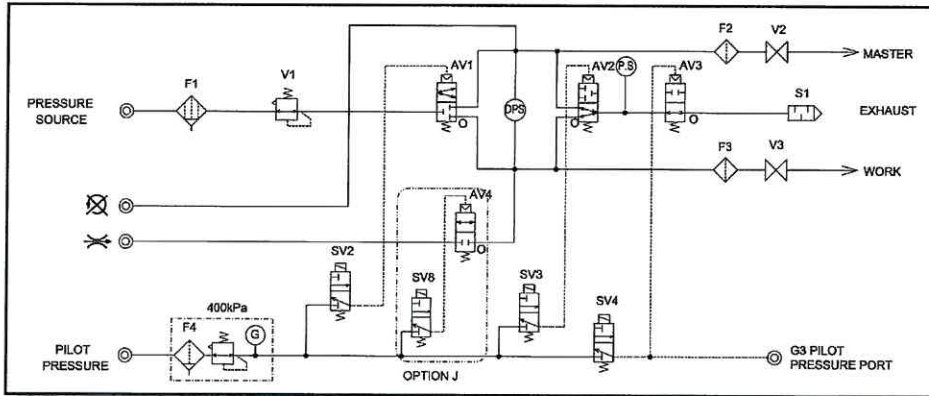 F2
V2
MASTER
F1
V1
AV1
AV2
P.S
AV3
S1
PRESSURE
SOURCE
EXHAUST
DPS
O
O
O
F3
V3
WORK
AV4
O
SV2
SV8
SV3
SV4
400kPa
F4
G
PILOT
PRESSURE
OPTION J
G3 PILOT
PRESSURE PORT